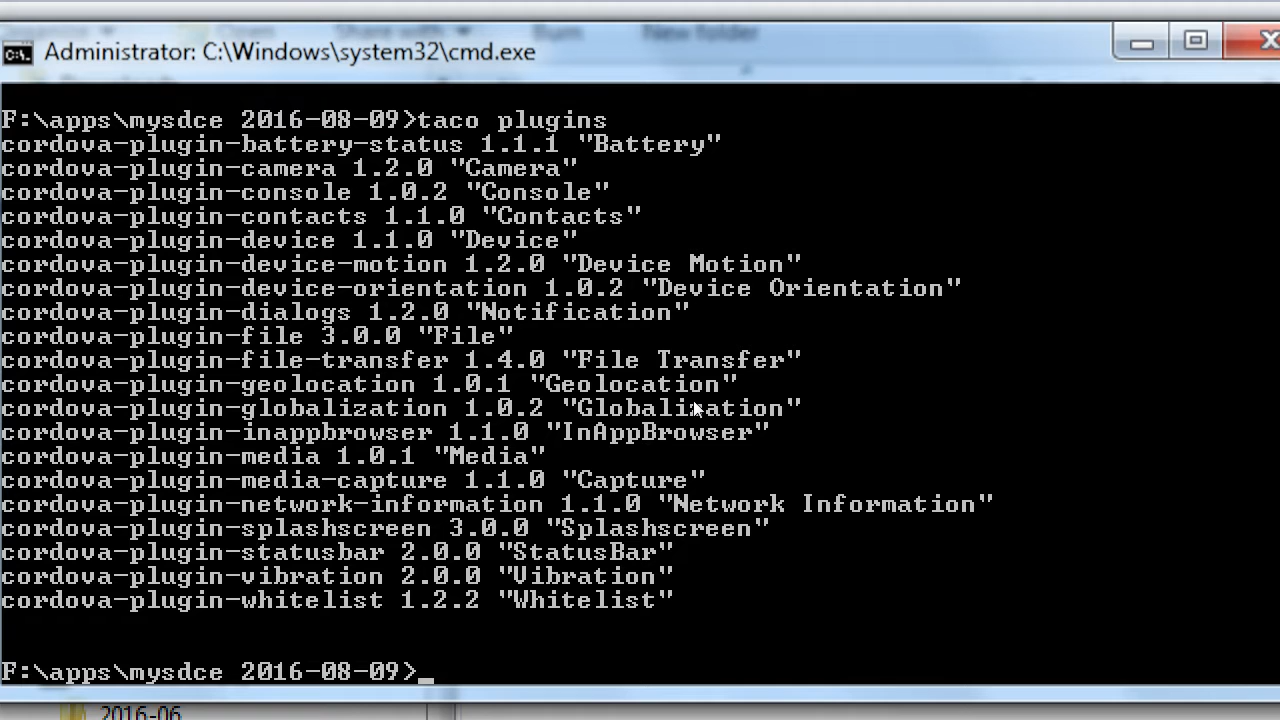 Open
Share with
Burn
New folder
Administrator: C:\Windows\system32\cmd.exe
F:\apps\mysdce 2016-08-09>taco plugins
cordova-plugin-battery-status 1.1.1 "Battery"
cordova-plugin-camera 1.2.0 "Camera"
cordova-plugin-console 1.0.2 "Console"
cordova-plugin-contacts 1.1.0 "Contacts"
cordova-plugin-device 1.1.0 "Device"
cordova-plugin-device-motion 1.2.0 "Device Motion"
cordova-plugin-device-orientation 1.0.2 "Device Orientation"
cordova-plugin-dialogs 1.2.0 "Notification"
cordova-plugin-file 3.0.0 "File"
cordova-plugin-file-transfer 1.4.0 "File Transfer"
cordova-plugin-geolocation 1.0.1 "Geolocation"
cordova-plugin-globalization 1.0.2 "Globalization"
cordova-plugin-inappbrowser 1.1.0 "InAppBrowser"
cordova-plugin-media 1.0.1 "Media"
cordova-plugin-media-capture 1.1.0 "Capture"
cordova-plugin-network-information 1.1.0 "Network Information"
cordova-plugin-splashscreen 3.0.0 "Splashscreen"
cordova-plugin-statusbar 2.0.0 "StatusBar"
cordova-plugin-vibration 2.0.0 "Vibration"
cordova-plugin-whitelist 1.2.2 "Whitelist"
F:\apps\mysdce 2016-08-09>_
2016-06